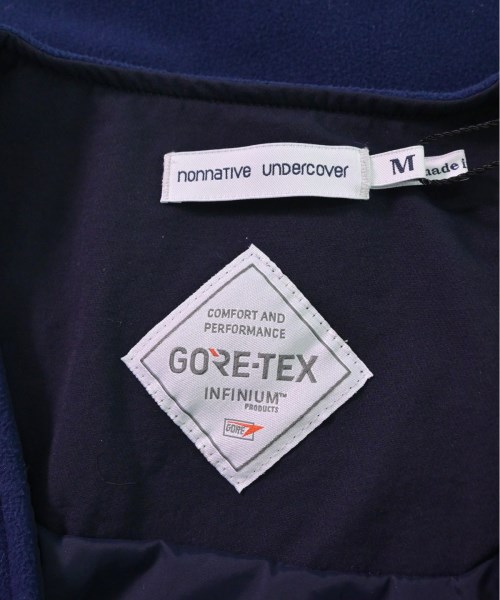 nonnative undercover
M
made i
COMFORT AND
PERFORMANCE
GORE-TEX
INFINIUM™
PRODUCTS
GORE